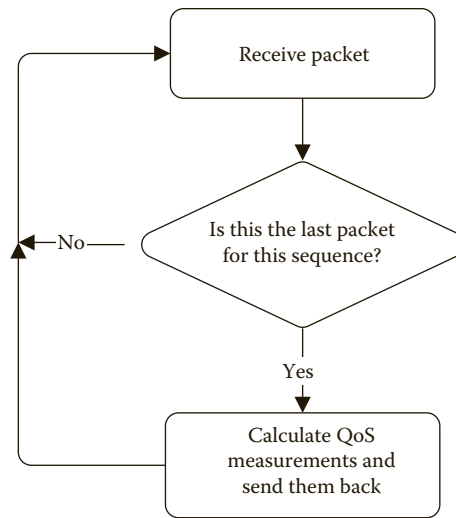 Receive packet
Is this the last packet
for this sequence?
No
Yes
Calculate QoS
measurements and
send them back